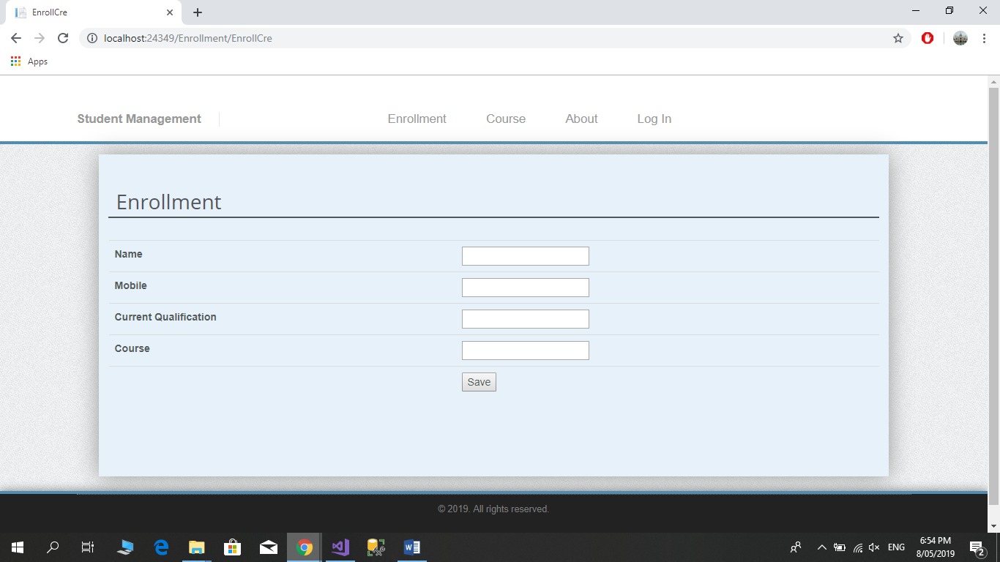 EnrollCre
localhost:24349/Enrollment/EnrollCre
Apps
Student Management
Enrollment Course About Log In
Enrollment
Name
Mobile
Current Qualification
Course
Save
© 2019. All rights reserved.
ENG
6:54 PM
8/05/2019
2